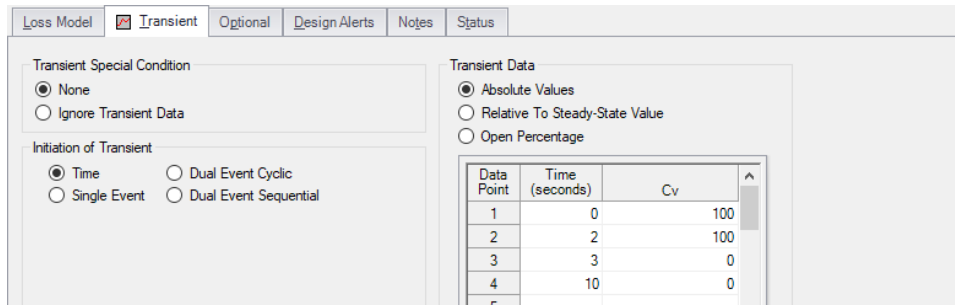 Loss Model Transient Optional Design Alerts Notes Status
Transient Special Condition
None
Ignore Transient Data
Initiation of Transient
Time Dual Event Cyclic
Single Event Dual Event Sequential
Transient Data
Absolute Values
Relative To Steady-State Value
Open Percentage
Data Point Time (seconds) Cv
1 0 100
2 2 100
3 3 0
4 10 0